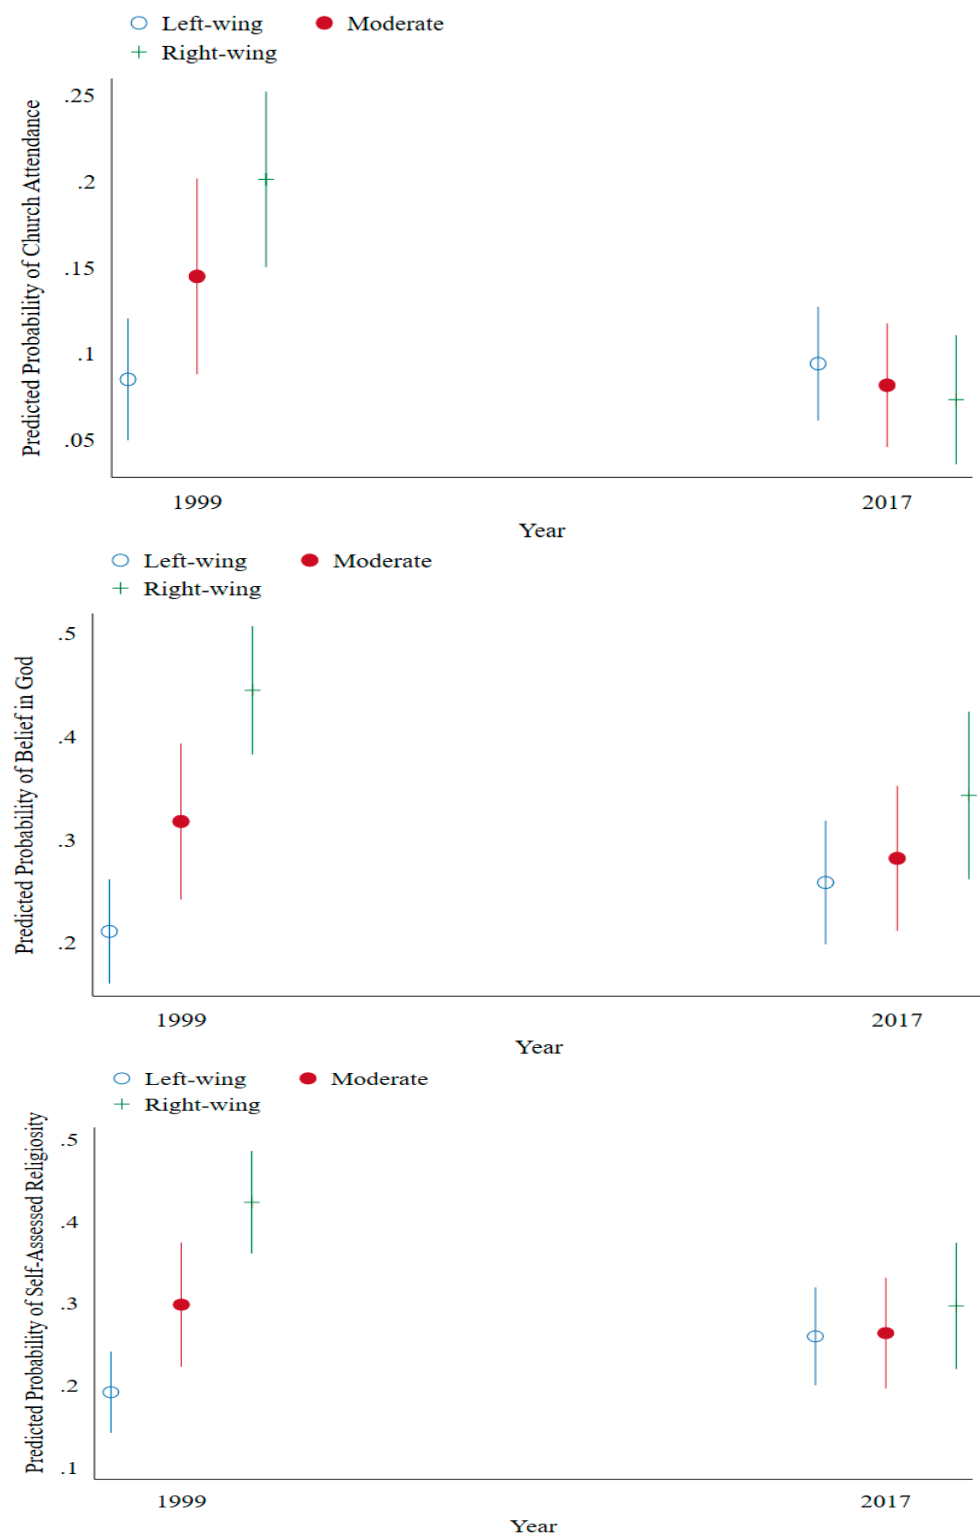 Left-wing Moderate
Right-wing
Predicted Probability of Church Attendance
.25
.2
.15
.1
.05
1999 2017
Year
Left-wing Moderate
Right-wing
Predicted Probability of Belief in God
.5
.4
.3
.2
1999 2017
Year
Left-wing Moderate
Right-wing
Predicted Probability of Self-Assessed Religiosity
.5
.4
.3
.2
.1
1999 2017
Year